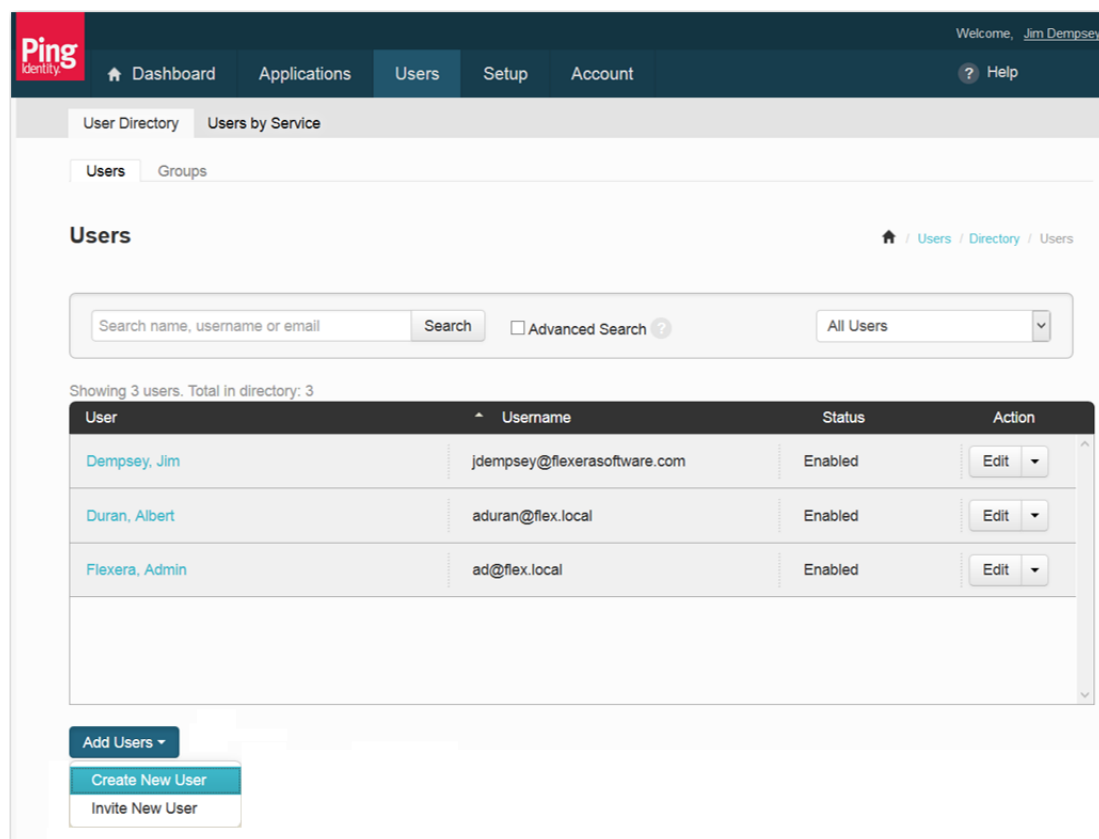 Welcome, Jim Dempsey
Ping
Identity.
Dashboard Applications Users Setup Account ? Help
User Directory Users by Service
Users Groups
Users
/ Users / Directory / Users
Search name, username or email Search Advanced Search ? All Users
Showing 3 users. Total in directory: 3
User Username Status Action
Dempsey, Jim jdempsey@flexerasoftware.com Enabled Edit
Duran, Albert aduran@flex.local Enabled Edit
Flexera, Admin ad@flex.local Enabled Edit
Add Users
Create New User
Invite New User